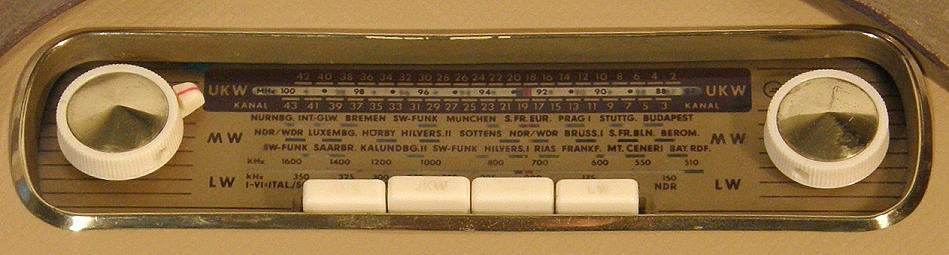 42 40 38 36 34 32 30 28 26 24 22 20 18 16 14 12 10 8 6 4 2
UKW MHz 100 98 96 94 92 90 88 UKW
KANAL 43 41 39 37 35 33 31 29 27 25 23 21 19 17 15 13 11 9 7 5 3 KANAL
NURNBG. INT-GLW BREMEN SW-FUNK MUNCHEN S.FR.EUR. PRAG I STUTTG. BUDAPEST
MW NDR/WDR LUXEMBG. HÖRBY HILVERS.II SOTTENS NDR/WDR BRUSS.I S.FR.BLN. BEROM. MW
SW-FUNK SAARBR. KALUNDBG.II SW-FUNK HILVERS.I RIAS FRANKF. MT.CENERI BAY.RDF.
kHz 1600 1400 1200 1000 800 700 600 550 510
LW kHz 350 325 300 150 LW
NDR
UKW LW